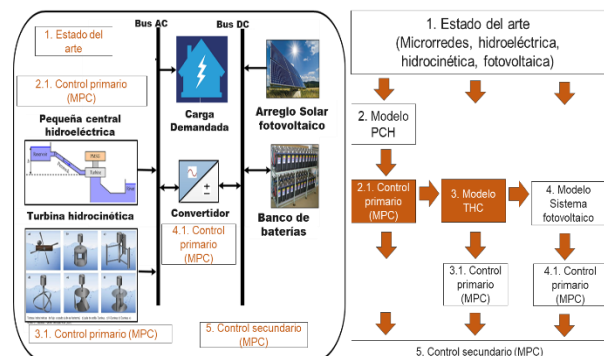 Bus AC
Bus DC
1. Estado del
arte
2.1. Control primario
(MPC)
Pequeña central
hidroeléctrica
Carga
Demandada
Arreglo Solar
fotovoltaico
Turbina hidrocinética
Convertidor
4.1. Control
primario
(MPC)
Banco de
baterías
3.1. Control primario (MPC)
5. Control secundario (MPC)
1. Estado del arte
(Microrredes, hidroeléctrica,
hidrocinética, fotovoltaica)
2. Modelo
PCH
2.1. Control
primario
(MPC)
3. Modelo
THC
4. Modelo
Sistema
fotovoltaico
3.1. Control
primario (MPC)
4.1. Control
primario (MPC)
5. Control secundario (MPC)